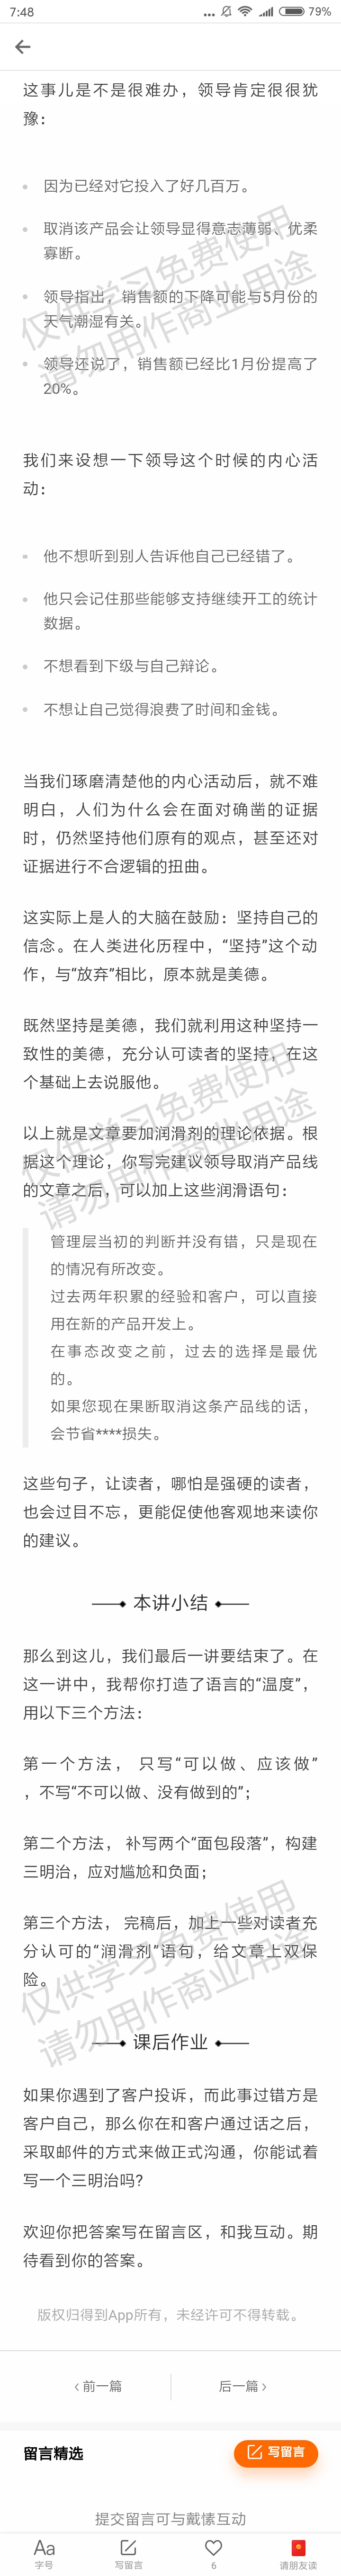 7:48
79%
这事儿是不是很难办，领导肯定很很犹
豫：
因为已经对它投入了好几百万。
取消该产品会让领导显得意志薄弱、优柔
寡断。
领导指出，销售额的下降可能与5月份的
天气潮湿有关。
领导还说了，销售额已经比1月份提高了
20%。
仅供学习免费使用
请勿用作商业用途
我们来设想一下领导这个时候的内心活
动：
他不想听到别人告诉他自己已经错了。
他只会记住那些能够支持继续开工的统计
数据。
不想看到下级与自己辩论。
不想让自己觉得浪费了时间和金钱。
当我们琢磨清楚他的内心活动后，就不难
明白，人们为什么会在面对确凿的证据
时，仍然坚持他们原有的观点，甚至还对
证据进行不合逻辑的扭曲。
这实际上是人的大脑在鼓励：坚持自己的
信念。在人类进化历程中，“坚持”这个动
作，与“放弃”相比，原本就是美德。
既然坚持是美德，我们就利用这种坚持一
致性的美德，充分认可读者的坚持，在这
个基础上去说服他。
以上就是文章要加润滑剂的理论依据。根
据这个理论，你写完建议领导取消产品线
的文章之后，可以加上这些润滑语句：
仅供学习免费使用
请勿用作商业用途
管理层当初的判断并没有错，只是现在
的情况有所改变。
过去两年积累的经验和客户，可以直接
用在新的产品开发上。
在事态改变之前，过去的选择是最优
的。
如果您现在果断取消这条产品线的话，
会节省****损失。
这些句子，让读者，哪怕是强硬的读者，
也会过目不忘，更能促使他客观地来读你
的建议。
本讲小结
那么到这儿，我们最后一讲要结束了。在
这一讲中，我帮你打造了语言的“温度”，
用以下三个方法：
第一个方法， 只写“可以做、应该做”
，不写“不可以做、没有做到的”；
第二个方法， 补写两个“面包段落”，构建
三明治，应对尴尬和负面；
第三个方法， 完稿后，加上一些对读者充
分认可的“润滑剂”语句，给文章上双保
险。
仅供学习免费使用
请勿用作商业用途
课后作业
如果你遇到了客户投诉，而此事过错方是
客户自己，那么你在和客户通过话之后，
采取邮件的方式来做正式沟通，你能试着
写一个三明治吗?
欢迎你把答案写在留言区，和我互动。期
待看到你的答案。
版权归得到App所有，未经许可不得转载。
‹ 前一篇
后一篇 ›
留言精选
写留言
提交留言可与戴愫互动
Aa
字号
写留言
6
请朋友读